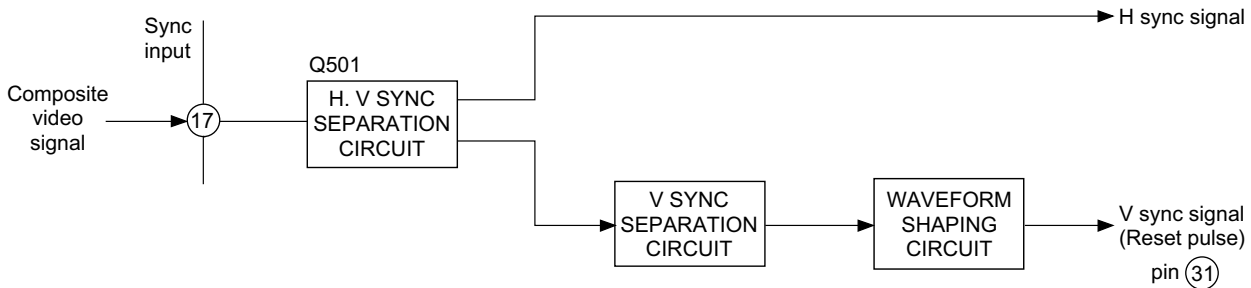 Sync
input
Composite
video
signal
17
Q501
H. V SYNC
SEPARATION
CIRCUIT
H sync signal
V SYNC
SEPARATION
CIRCUIT
WAVEFORM
SHAPING
CIRCUIT
V sync signal
(Reset pulse)
pin 31